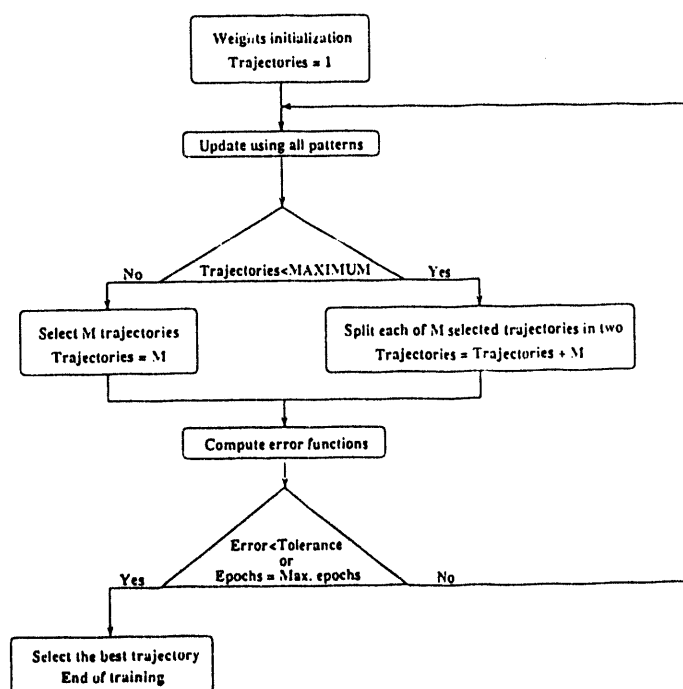 Weights initialization
Trajectories = 1
Update using all patterns
Trajectories<MAXIMUM
No
Yes
Select M trajectories
Trajectories = M
Split each of M selected trajectories in two
Trajectories = Trajectories + M
Compute error functions
Error<Tolerance
or
Epochs = Max. epochs
Yes
No
Select the best trajectory
End of training